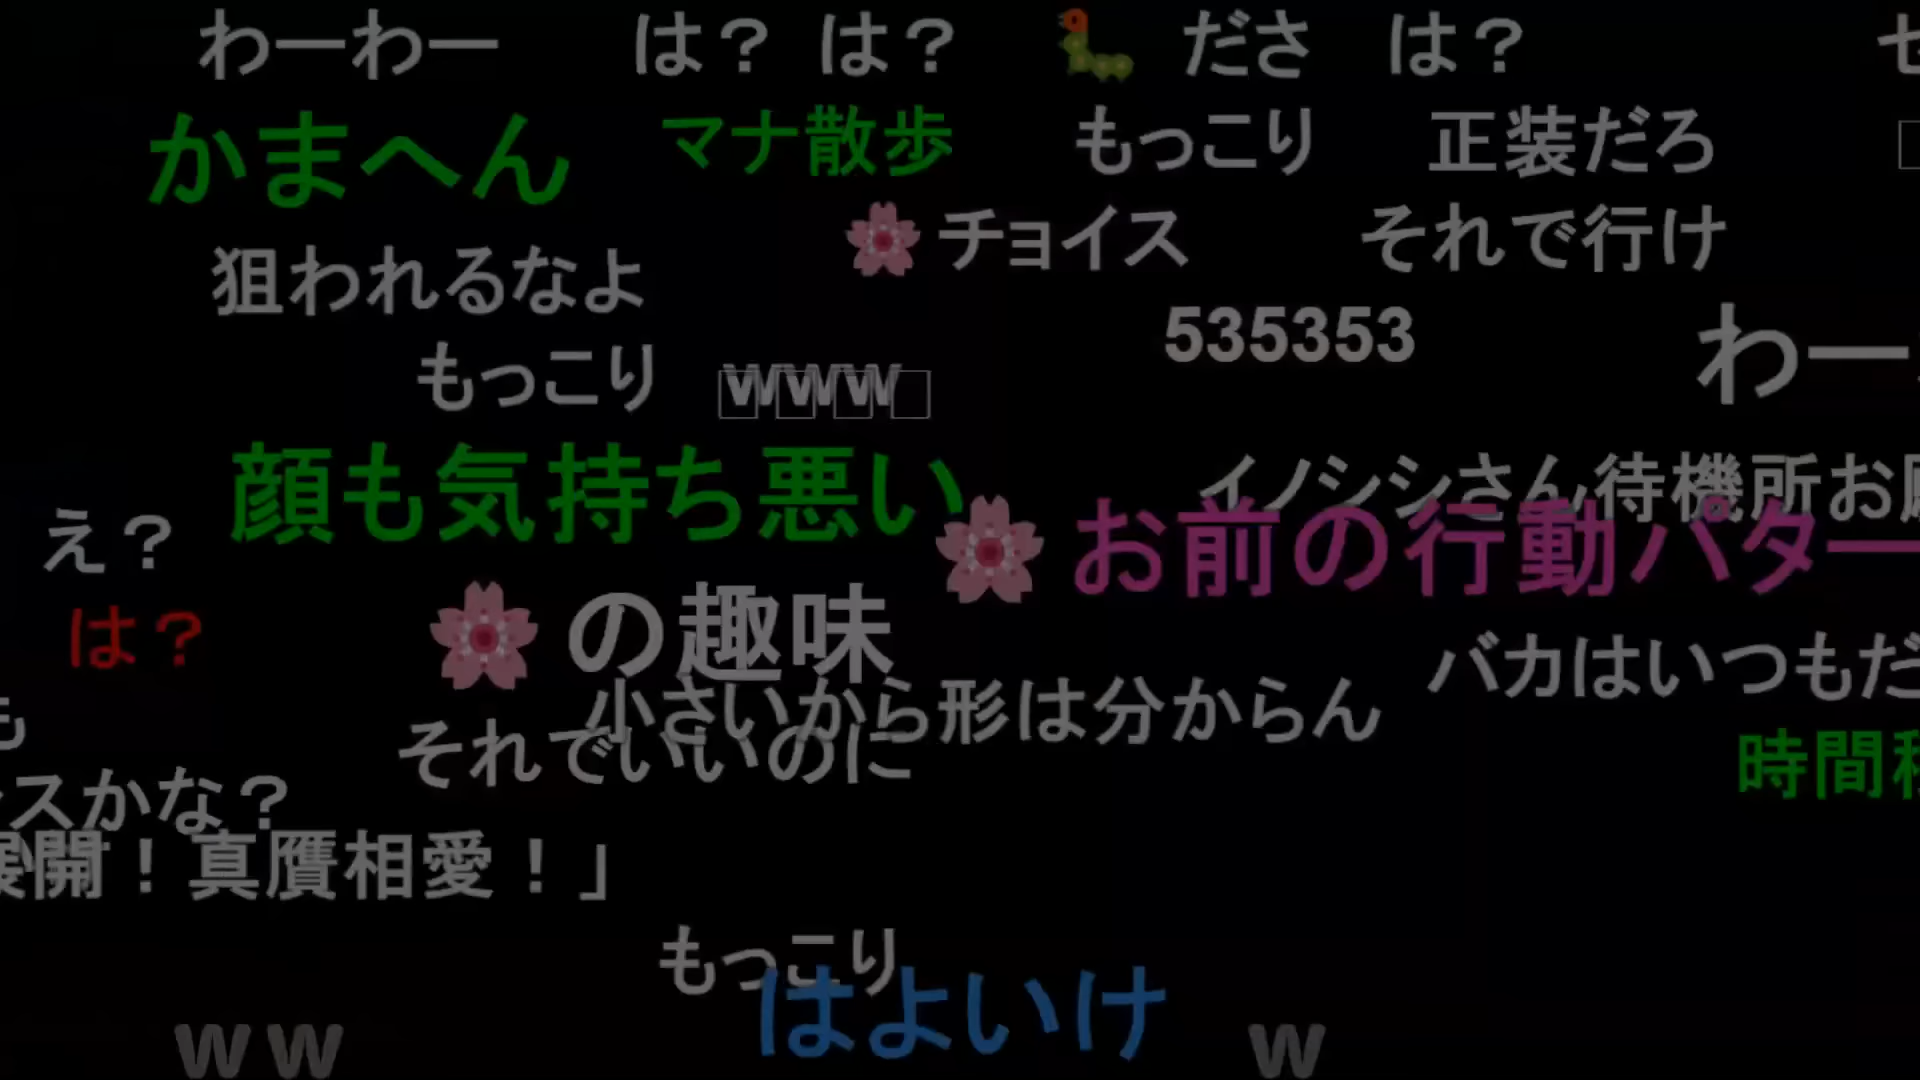 わーわー
は？
は？
🐛
ださ
は？
セ
かまへん
マナ散歩
もっこり
正装だろ
🌸チョイス
それで行け
狙われるなよ
535353
わー
もっこり
www
顔も気持ち悪い
イノシシさん待機所お願
え？
🌸お前の行動パター
🌸の趣味
は？
バカはいつもだ
小さいから形は分からん
も
それでいいのに
時間稼
スかな？
展開！真贋相愛！」
もっこり
はよいけ
ww
w